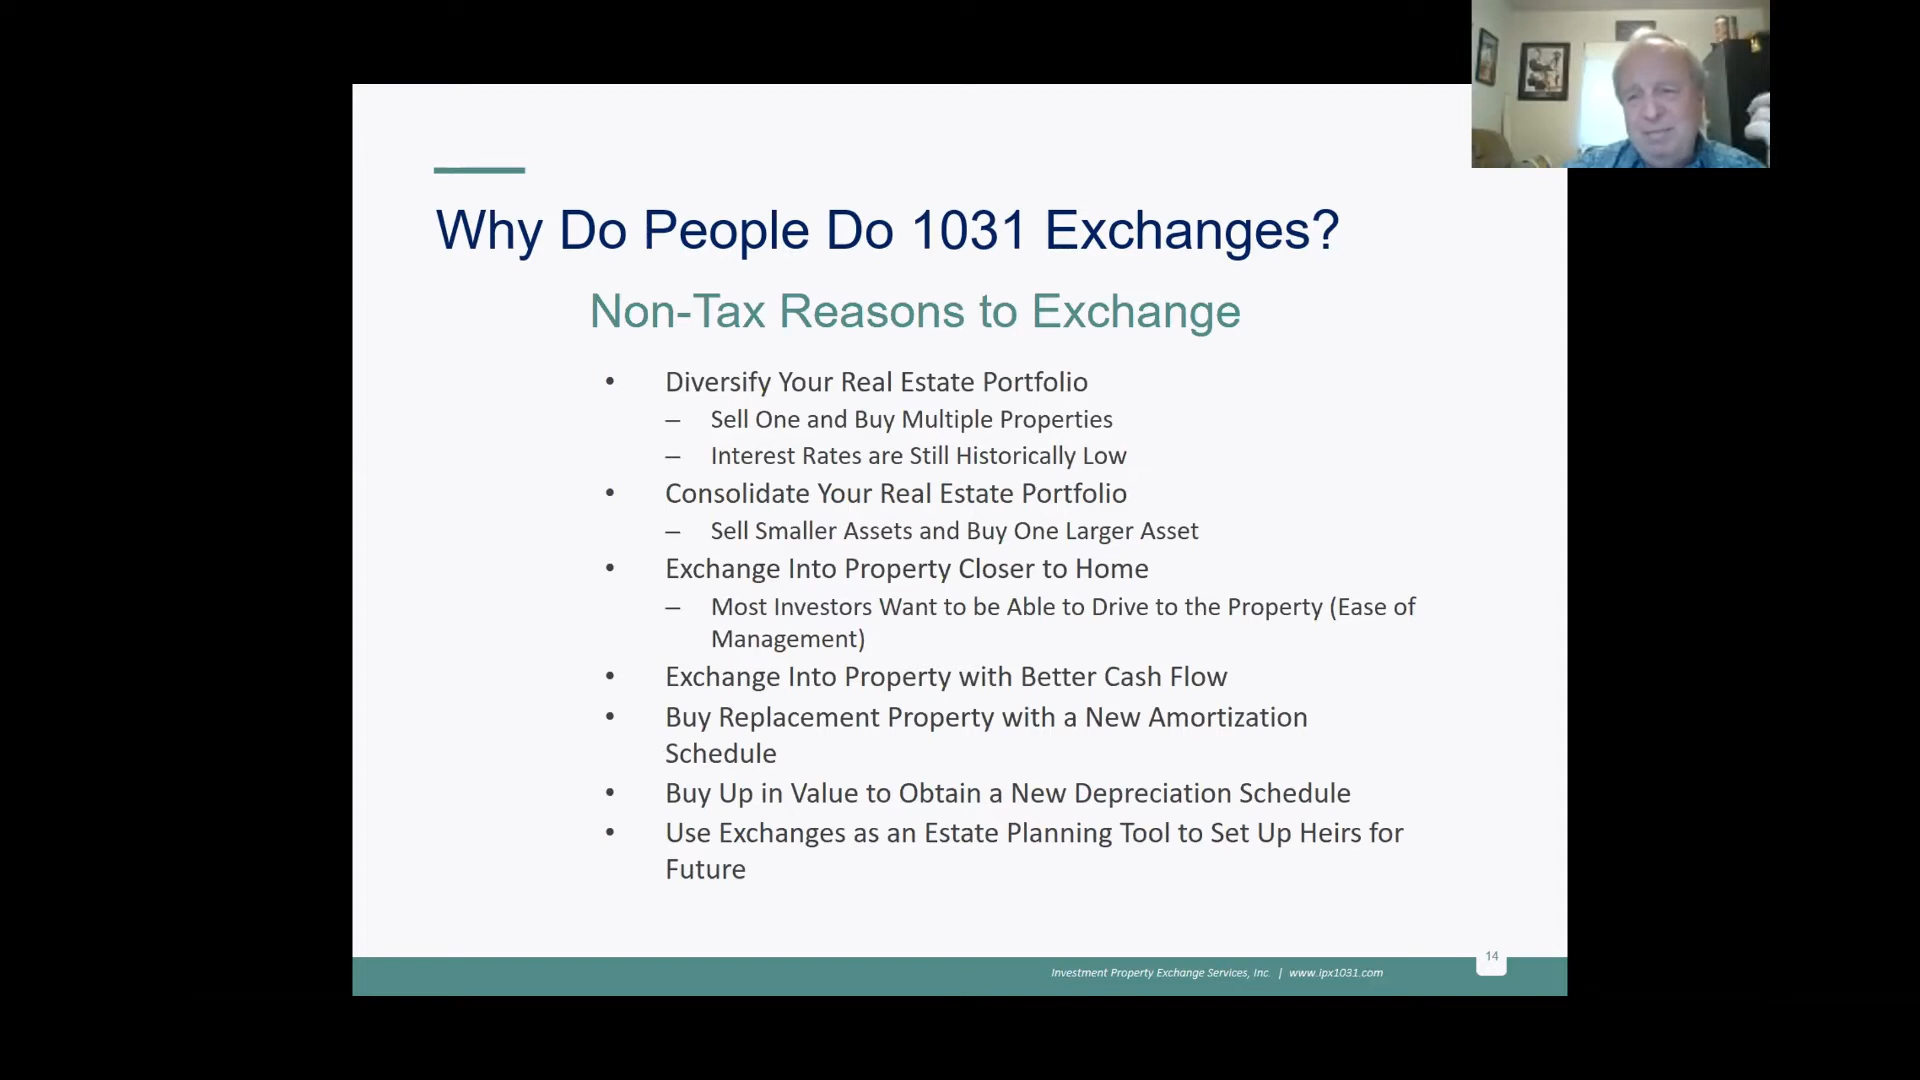 Why Do People Do 1031 Exchanges?
Non-Tax Reasons to Exchange
• Diversify Your Real Estate Portfolio
– Sell One and Buy Multiple Properties
– Interest Rates are Still Historically Low
• Consolidate Your Real Estate Portfolio
– Sell Smaller Assets and Buy One Larger Asset
• Exchange Into Property Closer to Home
– Most Investors Want to be Able to Drive to the Property (Ease of
Management)
• Exchange Into Property with Better Cash Flow
• Buy Replacement Property with a New Amortization
Schedule
• Buy Up in Value to Obtain a New Depreciation Schedule
• Use Exchanges as an Estate Planning Tool to Set Up Heirs for
Future
14
Investment Property Exchange Services, Inc. | www.ipx1031.com